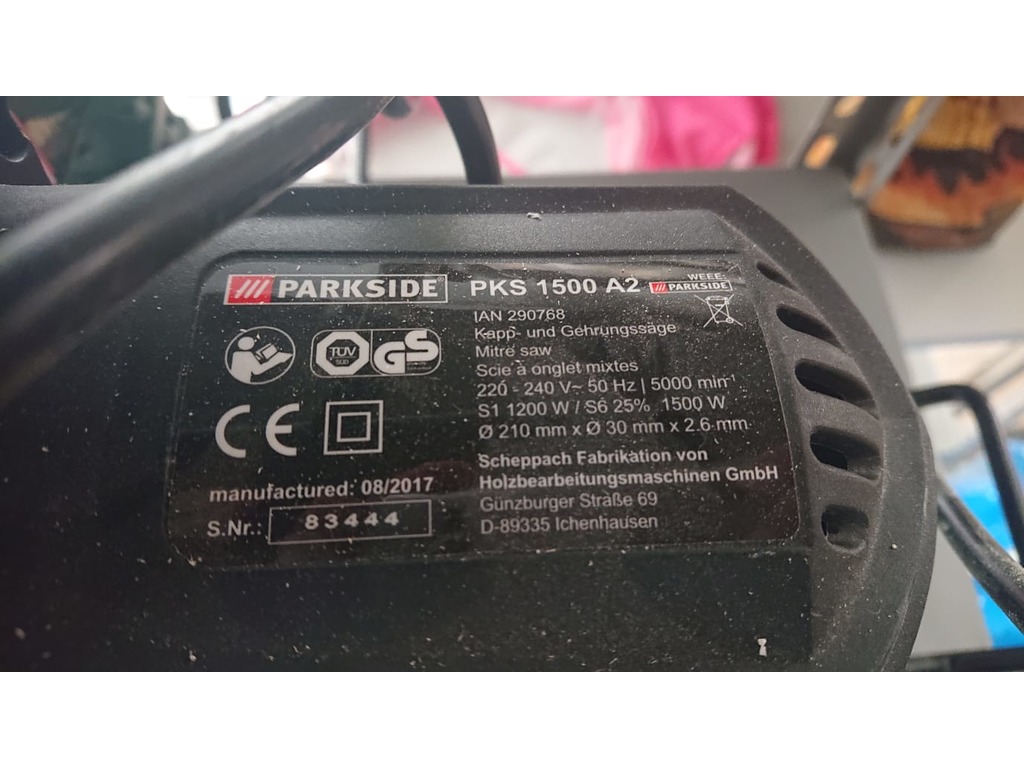 PARKSIDE PKS 1500 A2
WEEE:
PARKSIDE
IAN 290768
Kapp- und Gehrungssäge
Mitre saw
Scie à onglet mixtes
220 - 240 V~ 50 Hz | 5000 min⁻¹
S1 1200 W / S6 25% 1500 W
Ø 210 mm x Ø 30 mm x 2.6 mm
Scheppach Fabrikation von
Holzbearbeitungsmaschinen GmbH
Günzburger Straße 69
D-89335 Ichenhausen
TÜV
SÜD
GS
CE
manufactured: 08/2017
S.Nr.: 83444